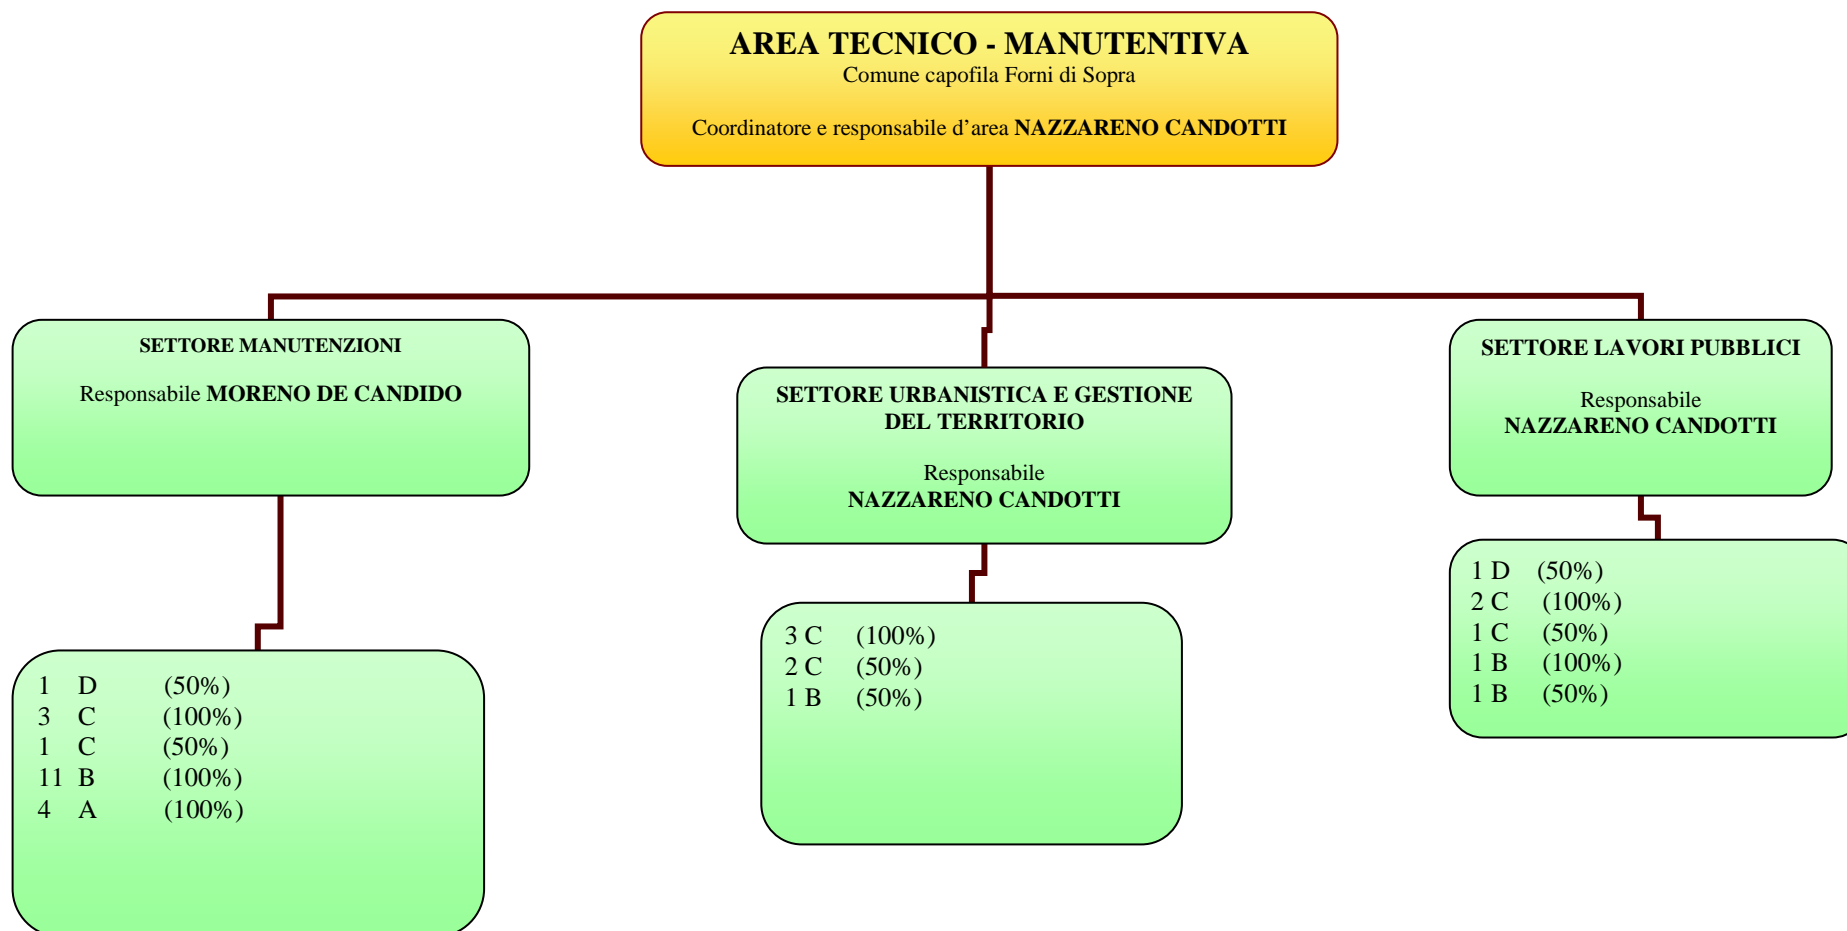 AREA TECNICO - MANUTENTIVA
Comune capofila Forni di Sopra
Coordinatore e responsabile d’area NAZZARENO CANDOTTI
SETTORE MANUTENZIONI
Responsabile MORENO DE CANDIDO
SETTORE URBANISTICA E GESTIONE
DEL TERRITORIO
Responsabile
NAZZARENO CANDOTTI
SETTORE LAVORI PUBBLICI
Responsabile
NAZZARENO CANDOTTI
1 D (50%)
3 C (100%)
1 C (50%)
11 B (100%)
4 A (100%)
3 C (100%)
2 C (50%)
1 B (50%)
1 D (50%)
2 C (100%)
1 C (50%)
1 B (100%)
1 B (50%)